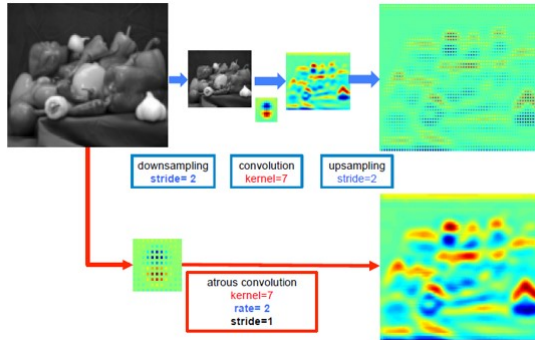 downsampling
stride= 2
convolution
kernel=7
upsampling
stride=2
atrous convolution
kernel=7
rate= 2
stride=1